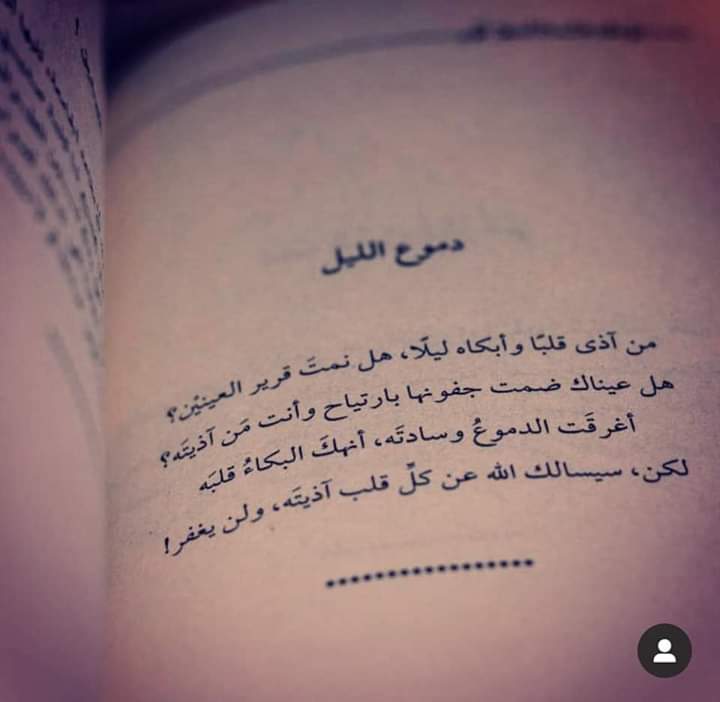 دموع الليل
من آذى قلبًا وأبكاه ليلًا، هل نمتَ قرير العينيْن؟
هل عيناك ضمت جفونها بارتياح وأنت مَن آذيتَه؟
أغرقَت الدموعُ وسادتَه، أنهكَ البكاءُ قلبَه
لكن، سيسالك الله عن كلِّ قلب آذيتَه، ولن يغفر!